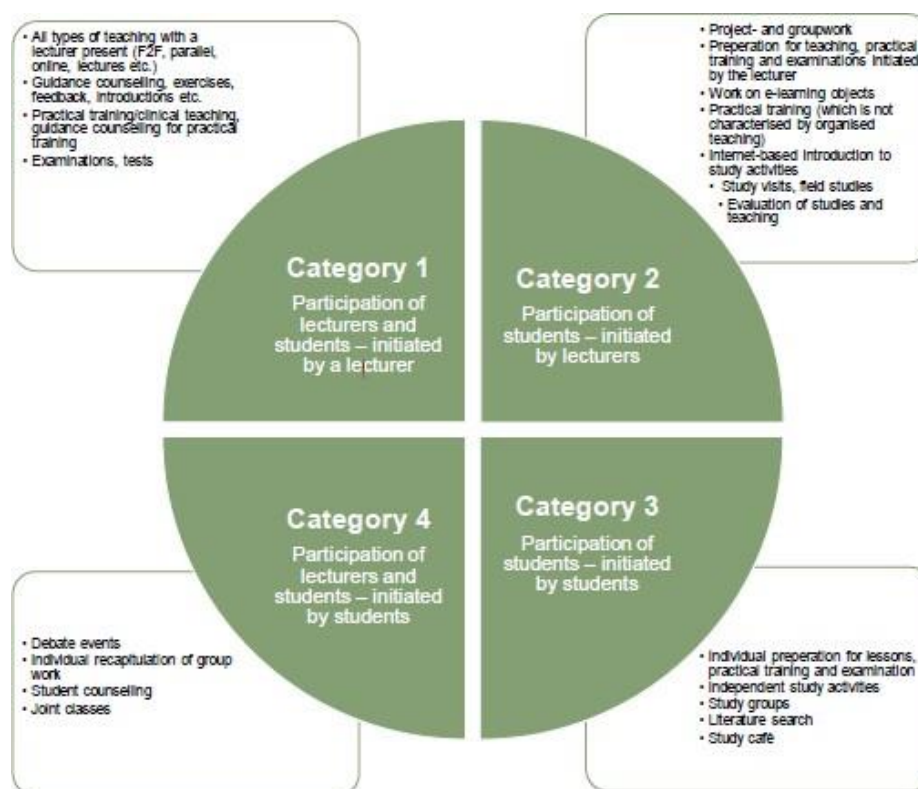 • All types of teaching with a
lecturer present (F2F, parallel,
online, lectures etc.)
• Guidance counselling, exercises,
feedback, introductions etc.
• Practical training/clinical teaching,
guidance counselling for practical
training
• Examinations, tests
• Project- and groupwork
• Preperation for teaching, practical
training and examinations initiated
by the lecturer
• Work on e-learning objects
• Practical training (which is not
characterised by organised
teaching)
• Internet-based introduction to
study activities
• Study visits, field studies
• Evaluation of studies and
teaching
Category 1
Participation of
lecturers and
students – initiated
by a lecturer
Category 2
Participation of
students – initiated
by lecturers
Category 4
Participation of
lecturers and
students – initiated
by students
Category 3
Participation of
students – initiated
by students
• Debate events
• Individual recapitulation of group
work
• Student counselling
• Joint classes
• Individual preparation for lessons,
practical training and examination
• Independent study activities
• Study groups
• Literature search
• Study café